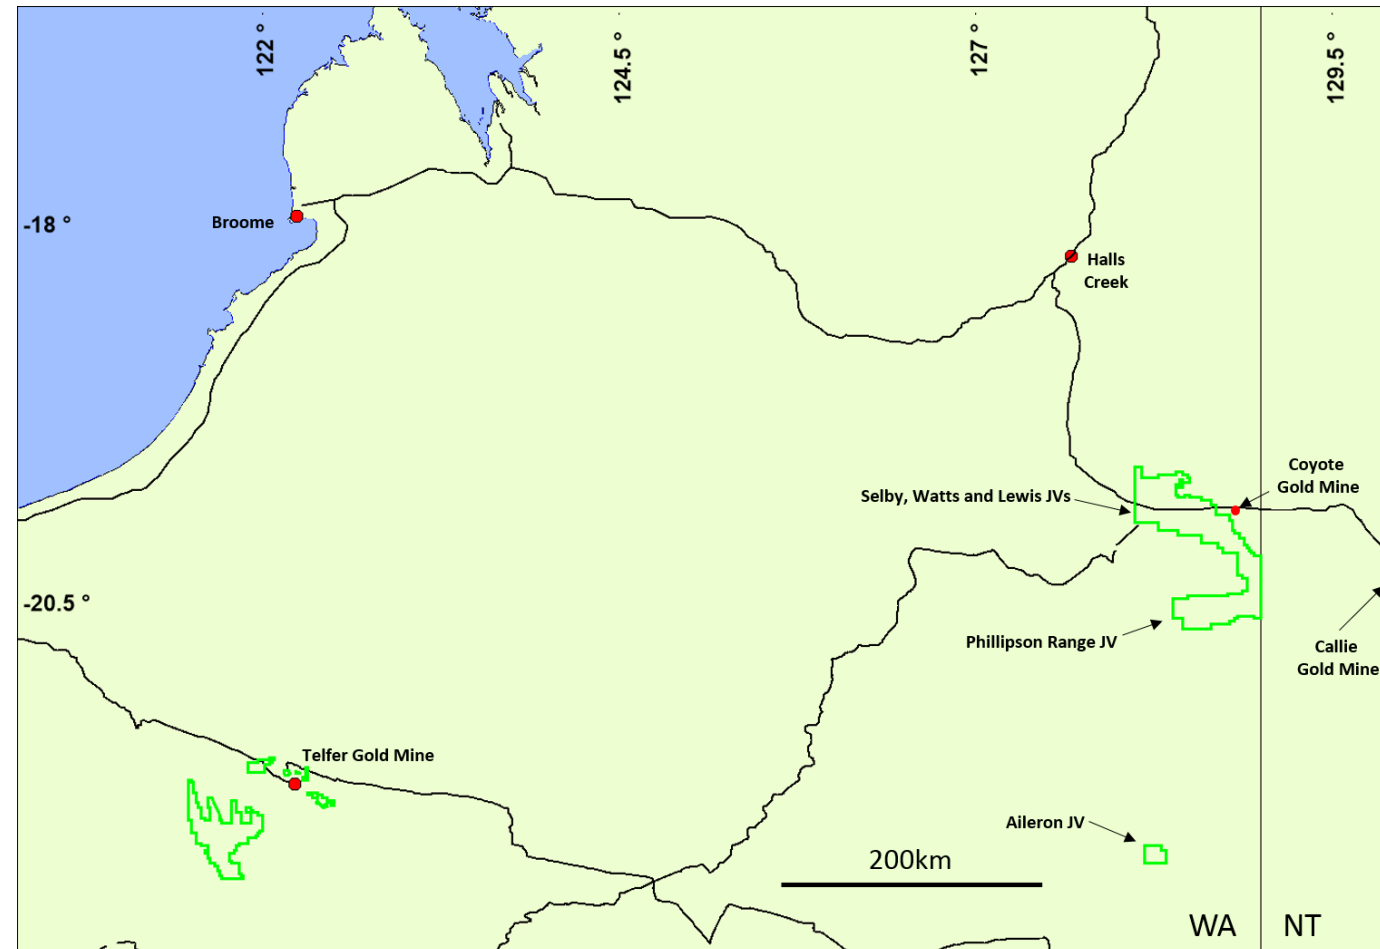 122 °
124.5 °
127 °
129.5 °
-18 °
Broome
Halls
Creek
Coyote
Gold Mine
Selby, Watts and Lewis JVs
-20.5 °
Phillipson Range JV
Callie
Gold Mine
Telfer Gold Mine
Aileron JV
200km
WA
NT